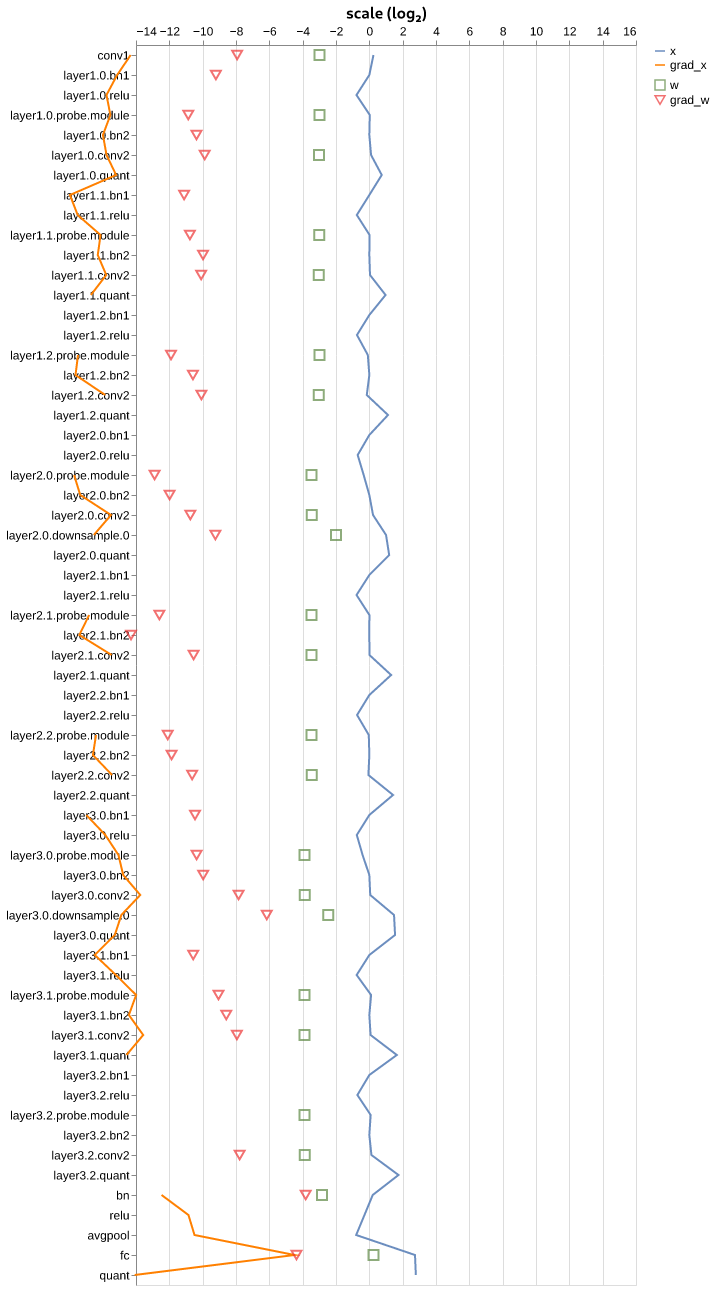 scale (log₂)
−14 −12 −10 −8 −6 −4 −2 0 2 4 6 8 10 12 14 16
x
grad_x
w
grad_w
conv1
layer1.0.bn1
layer1.0.relu
layer1.0.probe.module
layer1.0.bn2
layer1.0.conv2
layer1.0.quant
layer1.1.bn1
layer1.1.relu
layer1.1.probe.module
layer1.1.bn2
layer1.1.conv2
layer1.1.quant
layer1.2.bn1
layer1.2.relu
layer1.2.probe.module
layer1.2.bn2
layer1.2.conv2
layer1.2.quant
layer2.0.bn1
layer2.0.relu
layer2.0.probe.module
layer2.0.bn2
layer2.0.conv2
layer2.0.downsample.0
layer2.0.quant
layer2.1.bn1
layer2.1.relu
layer2.1.probe.module
layer2.1.bn2
layer2.1.conv2
layer2.1.quant
layer2.2.bn1
layer2.2.relu
layer2.2.probe.module
layer2.2.bn2
layer2.2.conv2
layer2.2.quant
layer3.0.bn1
layer3.0.relu
layer3.0.probe.module
layer3.0.bn2
layer3.0.conv2
layer3.0.downsample.0
layer3.0.quant
layer3.1.bn1
layer3.1.relu
layer3.1.probe.module
layer3.1.bn2
layer3.1.conv2
layer3.1.quant
layer3.2.bn1
layer3.2.relu
layer3.2.probe.module
layer3.2.bn2
layer3.2.conv2
layer3.2.quant
bn
relu
avgpool
fc
quant